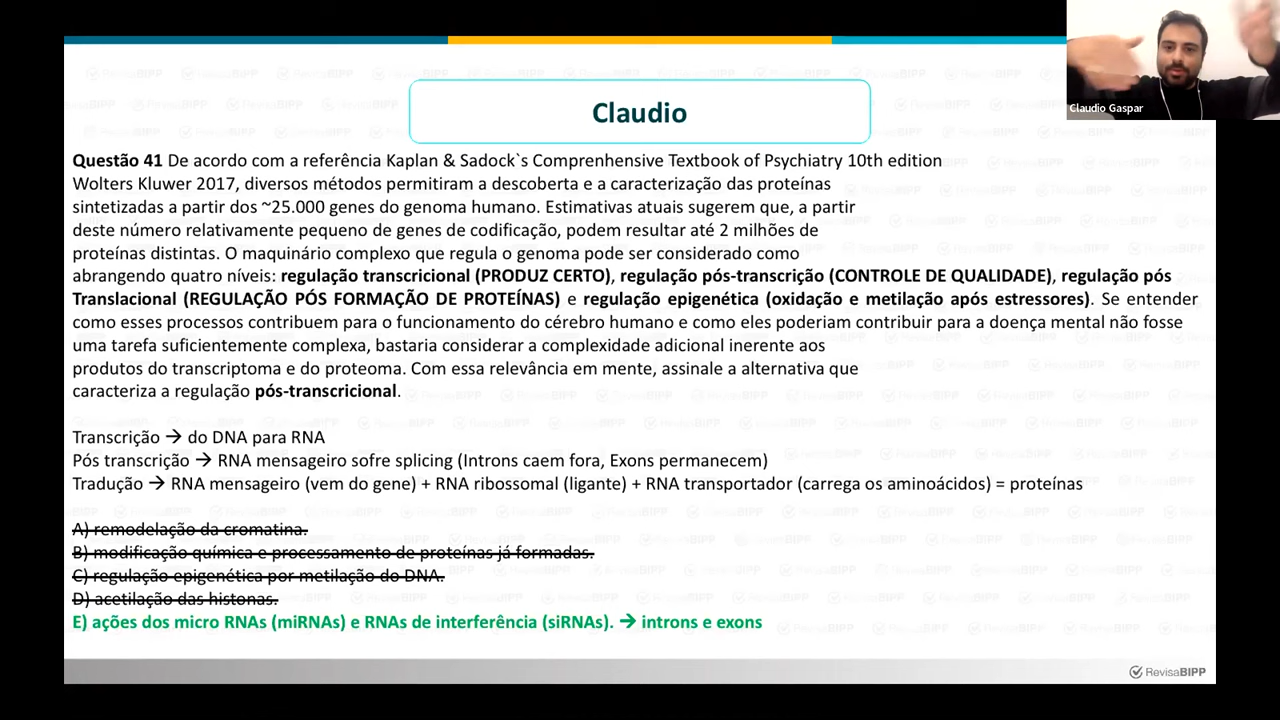 Claudio Gaspar
Claudio
Questão 41 De acordo com a referência Kaplan & Sadock`s Comprenhensive Textbook of Psychiatry 10th edition
Wolters Kluwer 2017, diversos métodos permitiram a descoberta e a caracterização das proteínas
sintetizadas a partir dos ~25.000 genes do genoma humano. Estimativas atuais sugerem que, a partir
deste número relativamente pequeno de genes de codificação, podem resultar até 2 milhões de
proteínas distintas. O maquinário complexo que regula o genoma pode ser considerado como
abrangendo quatro níveis: regulação transcricional (PRODUZ CERTO), regulação pós-transcrição (CONTROLE DE QUALIDADE), regulação pós
Translacional (REGULAÇÃO PÓS FORMAÇÃO DE PROTEÍNAS) e regulação epigenética (oxidação e metilação após estressores). Se entender
como esses processos contribuem para o funcionamento do cérebro humano e como eles poderiam contribuir para a doença mental não fosse
uma tarefa suficientemente complexa, bastaria considerar a complexidade adicional inerente aos
produtos do transcriptoma e do proteoma. Com essa relevância em mente, assinale a alternativa que
caracteriza a regulação pós-transcricional.
Transcrição → do DNA para RNA
Pós transcrição → RNA mensageiro sofre splicing (Introns caem fora, Exons permanecem)
Tradução → RNA mensageiro (vem do gene) + RNA ribossomal (ligante) + RNA transportador (carrega os aminoácidos) = proteínas
A) remodelação da cromatina.
B) modificação química e processamento de proteínas já formadas.
C) regulação epigenética por metilação do DNA.
D) acetilação das histonas.
E) ações dos micro RNAs (miRNAs) e RNAs de interferência (siRNAs). → introns e exons
RevisaBIPP